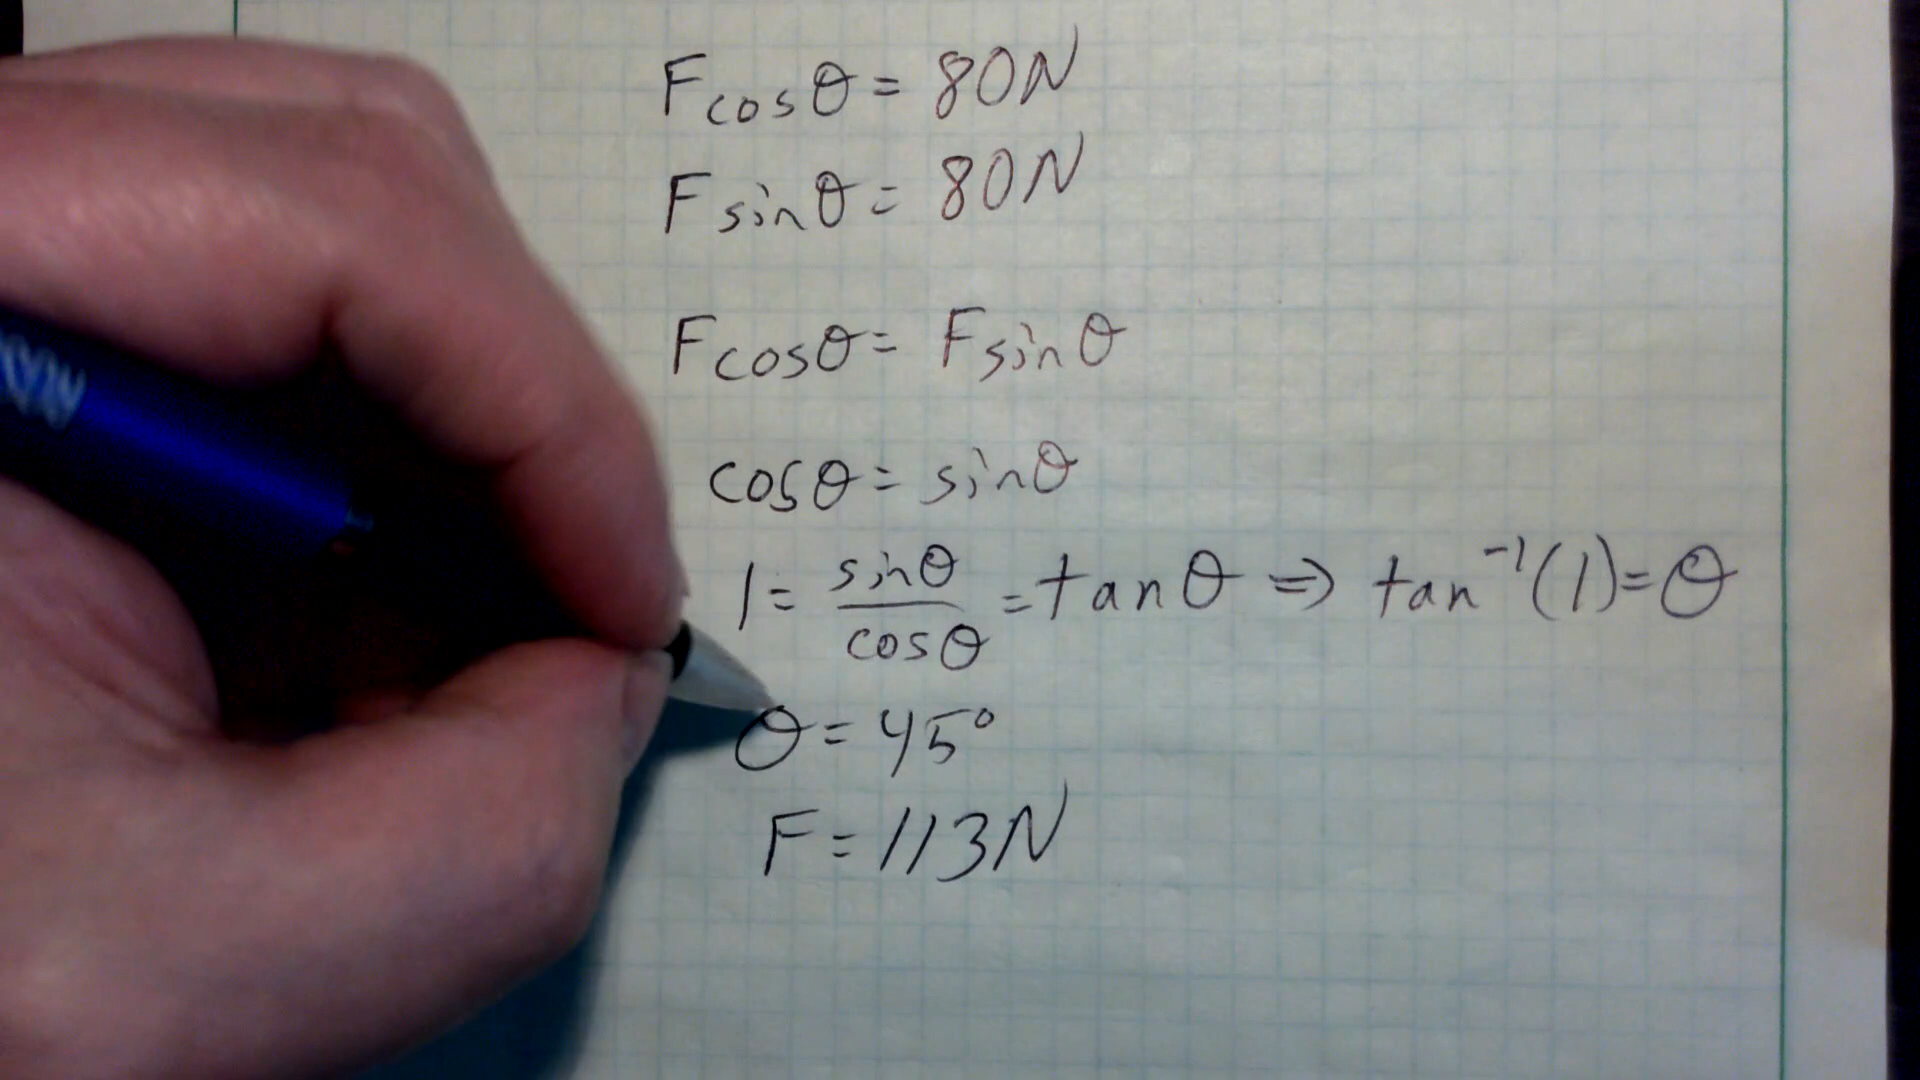 Fcosθ = 80N
Fsinθ = 80N
Fcosθ = Fsinθ
cosθ = sinθ
1 = sinθ/cosθ = tanθ ⇒ tan⁻¹(1) = θ
θ = 45°
F = 113N